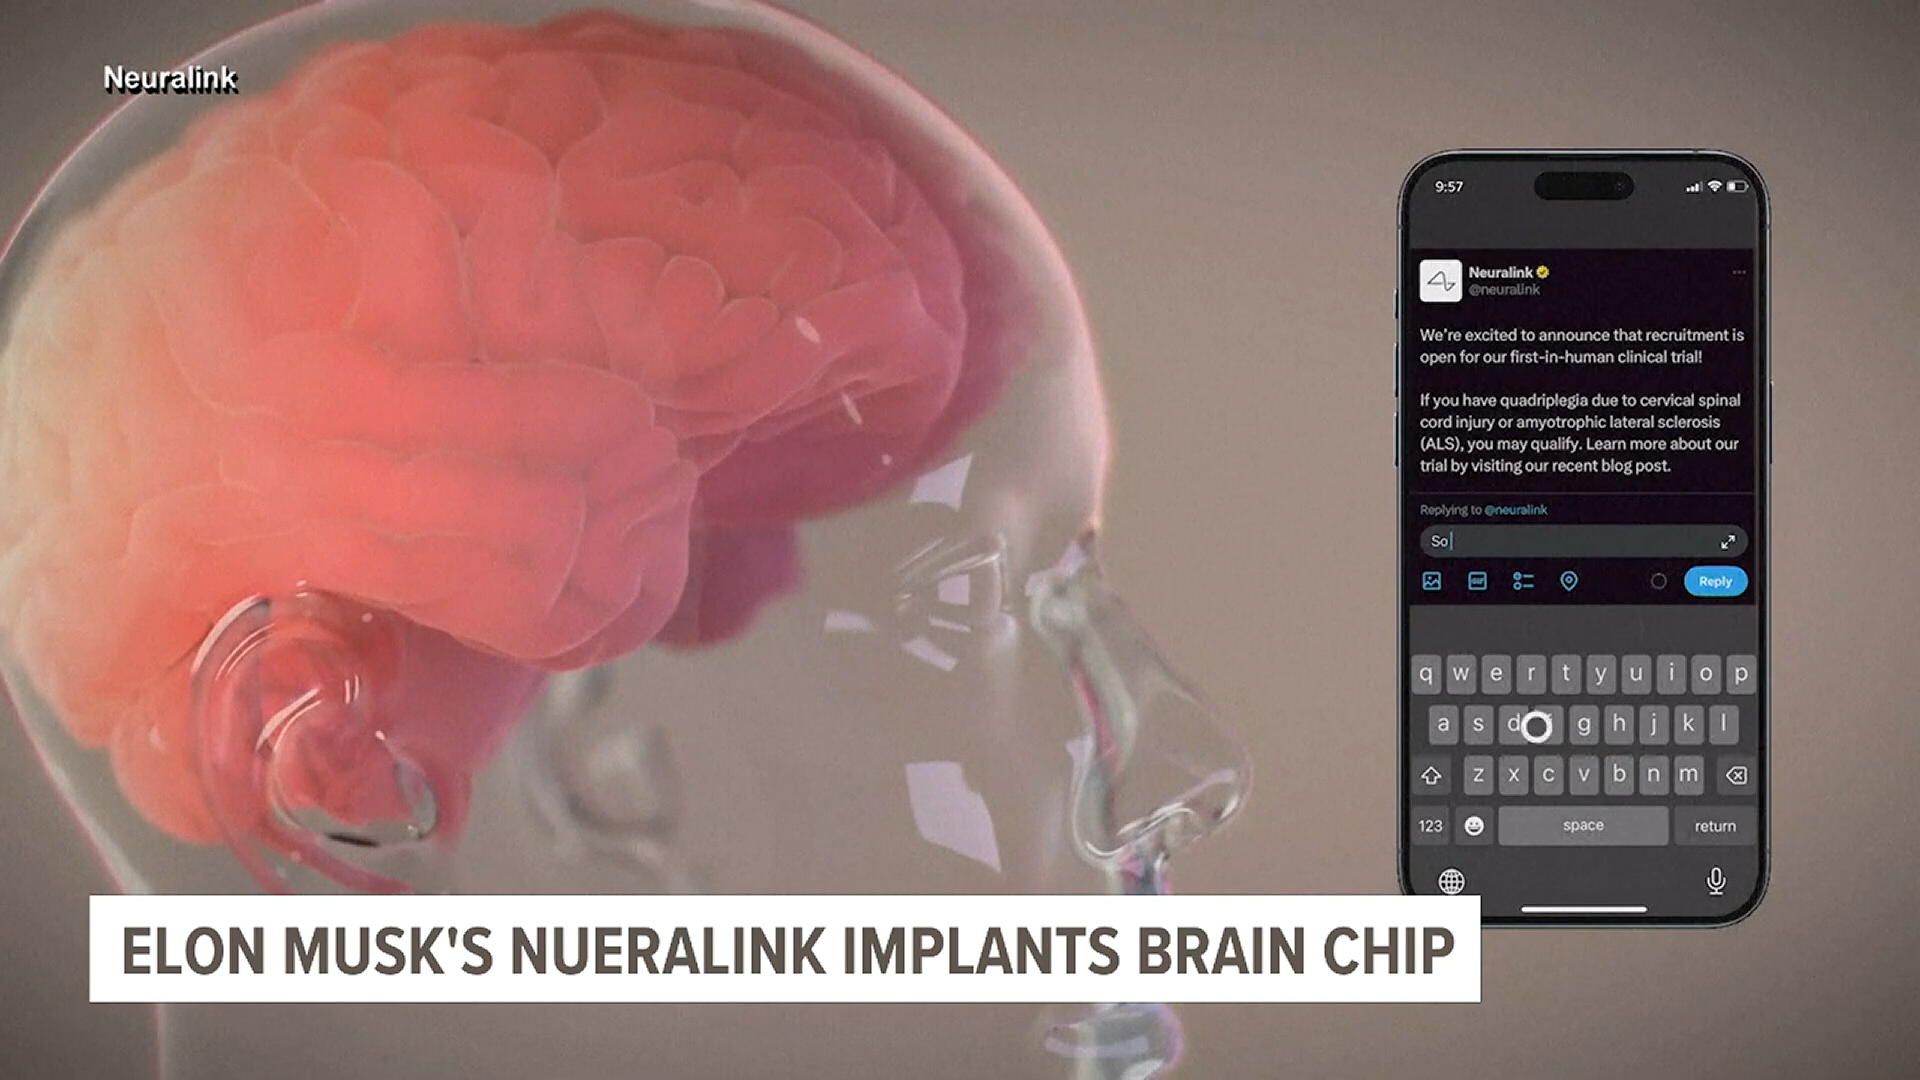 Neuralink
9:57
Neuralink
@neuralink
We're excited to announce that recruitment is
open for our first-in-human clinical trial!
If you have quadriplegia due to cervical spinal
cord injury or amyotrophic lateral sclerosis
(ALS), you may qualify. Learn more about our
trial by visiting our recent blog post.
Replying to @neuralink
So
GIF
Reply
q w e r t y u i o p
a s d g h j k l
z x c v b n m
123 space return
ELON MUSK'S NUERALINK IMPLANTS BRAIN CHIP